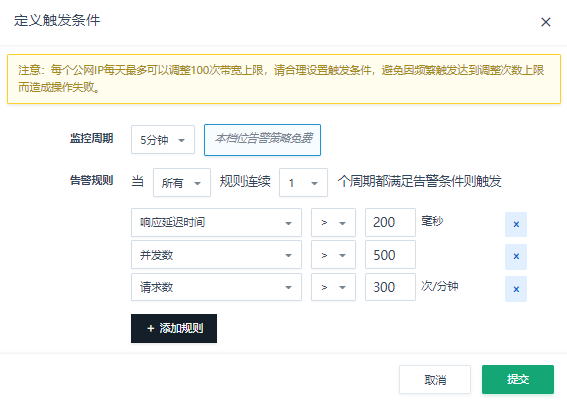 定义触发条件
×
注意：每个公网IP每天最多可以调整100次带宽上限，请合理设置触发条件，避免因频繁触发达到调整次数上限
而造成操作失败。
监控周期 5分钟 本档位告警策略免费
告警规则 当 所有 规则连续 1 个周期都满足告警条件则触发
响应延迟时间 > 200 毫秒 ×
并发数 > 500 ×
请求数 > 300 次/分钟 ×
+ 添加规则
取消 提交